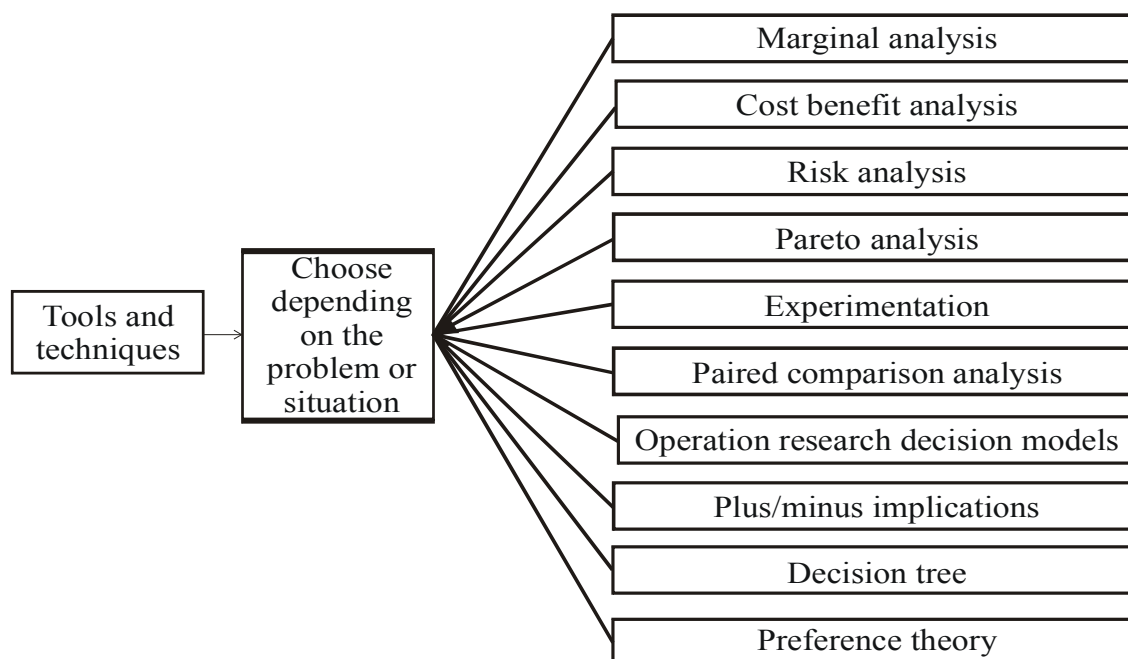 Tools and
techniques
Choose
depending
on the
problem or
situation
Marginal analysis
Cost benefit analysis
Risk analysis
Pareto analysis
Experimentation
Paired comparison analysis
Operation research decision models
Plus/minus implications
Decision tree
Preference theory